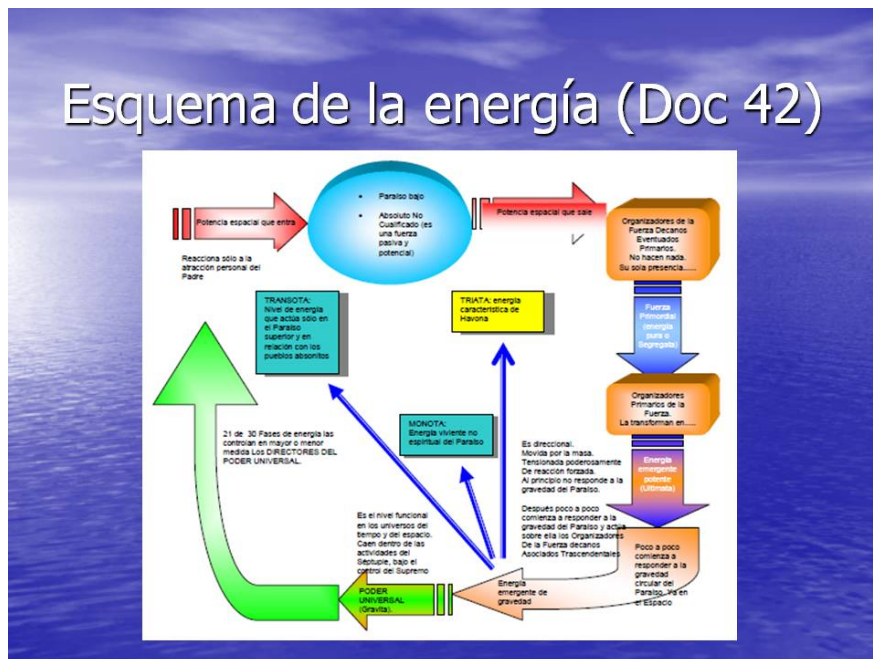 Esquema de la energía (Doc 42)
Potencia espacial que entra
Reacciona sólo a la
atracción personal del
Padre
• Paraíso bajo
• Absoluto No
Cualificado (es
una fuerza
pasiva y
potencial)
Potencia espacial que sale
Organizadores de la
Fuerza Decanos
Eventuados
Primarios.
No hacen nada.
Su sola presencia......
Fuerza
Primordial
(energía
pura o
Segregata)
Organizadores
Primarios de la
Fuerza.
La transforman en.....
Energía
emergente
potente
(Ultimata)
Poco a poco
comienza a
responder a la
gravedad
circular del
Paraíso. Ya en
el Espacio
TRANSOTA:
Nivel de energía
que actúa sólo en
el Paraíso
superior y en
relación con los
pueblos absonitos
TRIATA: energía
característica de
Havona
MONOTA:
Energía viviente no
espiritual del Paraíso
Es direccional.
Movida por la masa.
Tensionada poderosamente
De reacción forzada.
Al principio no responde a la
gravedad del Paraíso.
Después poco a poco
comienza a responder a la
gravedad del Paraíso y actúa
sobre ella los Organizadores
De la Fuerza decanos
Asociados Trascendentales
Energía
emergente de
gravedad
Es el nivel funcional
en los universos del
tiempo y del espacio.
Caen dentro de las
actividades del
Séptuple, bajo el
control del Supremo
PODER
UNIVERSAL
(Gravita).
21 de 30 Fases de energía las
controlan en mayor o menor
medida Los DIRECTORES DEL
PODER UNIVERSAL.